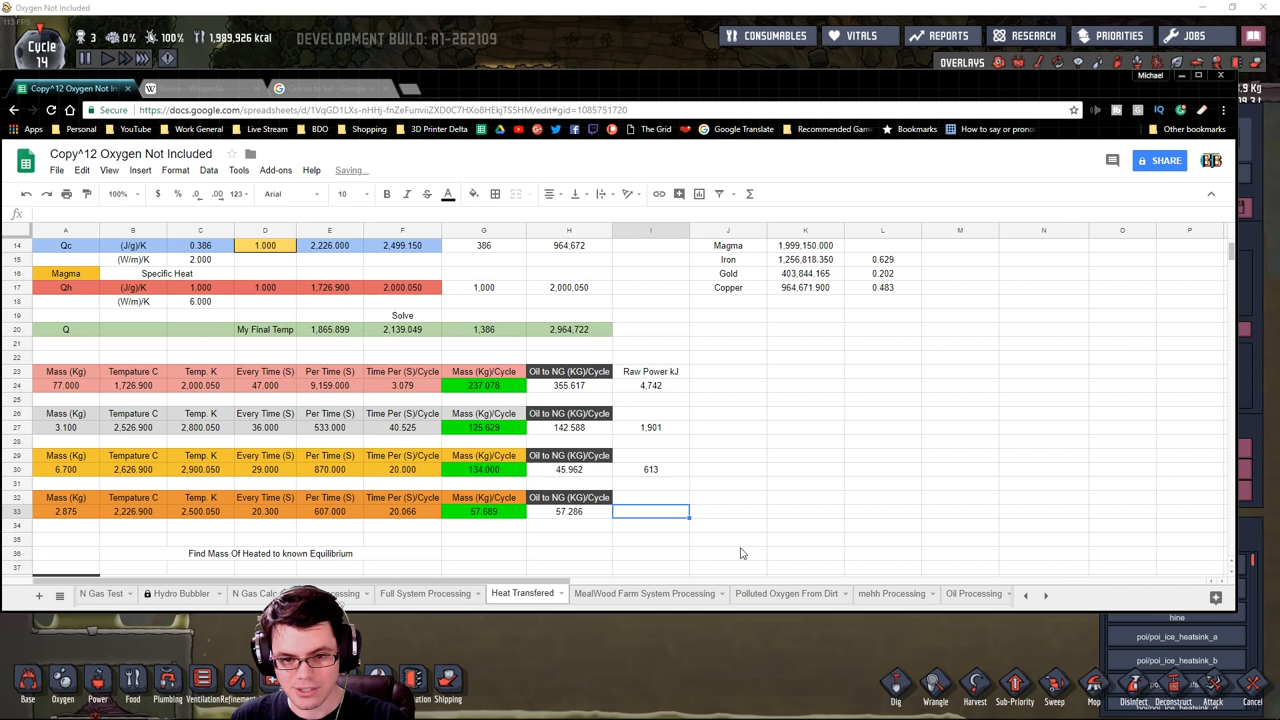 Oxygen Not Included
113 FPS
Cycle
14
3 0% 100% 1,989,926 kcal
DEVELOPMENT BUILD: R1-262109
CONSUMABLES VITALS REPORTS RESEARCH PRIORITIES JOBS
OVERLAYS
Copy^12 Oxygen Not In
Michael
Secure https://docs.google.com/spreadsheets/d/1VqGD1LXs-nHHj-fnZeFunviiZXD0C7HXo8HEkjTS5HM/edit#gid=1085751720
Apps Personal YouTube Work General Live Stream BDO Shopping 3D Printer Delta The Grid Google Translate Recommended Game Bookmarks How to say or prono Other bookmarks
Copy^12 Oxygen Not Included
File Edit View Insert Format Data Tools Add-ons Help Saving...
SHARE
100% $ % .0 .00 123 Arial 10 B I S A
fx
A B C D E F G H I J K L M N O P
14 Qc (J/g)/K 0.386 1.000 2,226.000 2,499.150 386 964,672 Magma 1,999,150.000
15 (W/m)/K 2.000 Iron 1,256,818.350 0.629
16 Magma Specific Heat Gold 403,844.165 0.202
17 Qh (J/g)/K 1.000 1.000 1,726.900 2,000.050 1,000 2,000,050 Copper 964,671.900 0.483
18 (W/m)/K 6.000
19 Solve
20 Q My Final Temp 1,865.899 2,139.049 1,386 2,964,722
21
22
23 Mass (Kg) Tempature C Temp. K Every Time (S) Per Time (S) Time Per (S)/Cycle Mass (Kg)/Cycle Oil to NG (KG)/Cycle Raw Power kJ
24 77.000 1,726.900 2,000.050 47.000 9,159.000 3.079 237.078 355.617 4,742
25
26 Mass (Kg) Tempature C Temp. K Every Time (S) Per Time (S) Time Per (S)/Cycle Mass (Kg)/Cycle Oil to NG (KG)/Cycle
27 3.100 2,526.900 2,800.050 36.000 533.000 40.525 125.629 142.588 1,901
28
29 Mass (Kg) Tempature C Temp. K Every Time (S) Per Time (S) Time Per (S)/Cycle Mass (Kg)/Cycle Oil to NG (KG)/Cycle
30 6.700 2,626.900 2,900.050 29.000 870.000 20.000 134.000 45.962 613
31
32 Mass (Kg) Tempature C Temp. K Every Time (S) Per Time (S) Time Per (S)/Cycle Mass (Kg)/Cycle Oil to NG (KG)/Cycle
33 2.875 2,226.900 2,500.050 20.300 607.000 20.066 57.689 57.286
34
35
36 Find Mass Of Heated to known Equilibrium
37
N Gas Test Hydro Bubbler N Gas Calc Processing Full System Processing Heat Transfered MealWood Farm System Processing Polluted Oxygen From Dirt mehh Processing Oil Processing
hine
poi/poi_ice_heatsink_a
poi/poi_ice_heatsink_b
Base Oxygen Power Food Plumbing Ventilation Refinement Shipping
Dig Wrangle Harvest Sub-Priority Sweep Mop Disinfect Deconstruct Attack Cancel